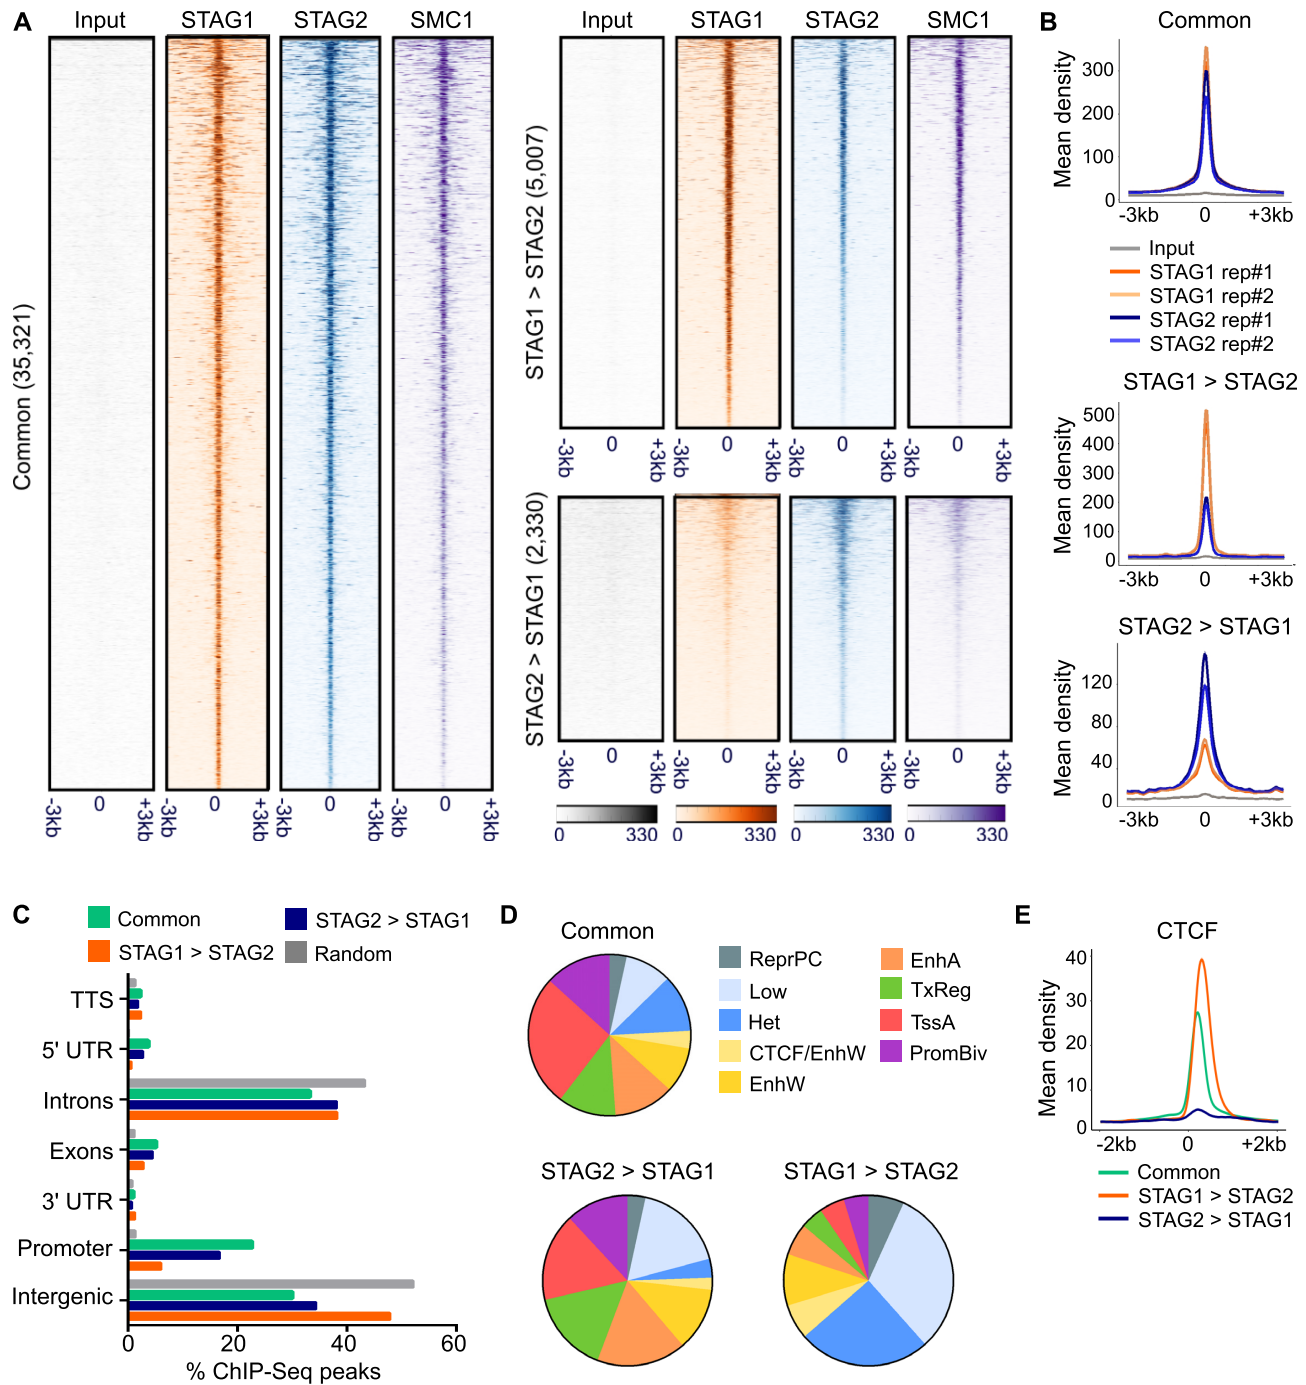 A
Input
STAG1
STAG2
SMC1
Common (35,321)
-3kb
0
+3kb
-3kb
0
+3kb
-3kb
0
+3kb
-3kb
0
+3kb
Input
STAG1
STAG2
SMC1
STAG1 > STAG2 (5,007)
-3kb
0
+3kb
-3kb
0
+3kb
-3kb
0
+3kb
-3kb
0
+3kb
STAG2 > STAG1 (2,330)
-3kb
0
+3kb
-3kb
0
+3kb
-3kb
0
+3kb
-3kb
0
+3kb
0
330
0
330
0
330
0
330
B
Common
Mean density
300
200
100
0
-3kb
0
+3kb
Input
STAG1 rep#1
STAG1 rep#2
STAG2 rep#1
STAG2 rep#2
STAG1 > STAG2
Mean density
500
400
300
200
100
0
-3kb
0
+3kb
STAG2 > STAG1
Mean density
120
80
40
0
-3kb
0
+3kb
C
Common
STAG2 > STAG1
STAG1 > STAG2
Random
TTS
5' UTR
Introns
Exons
3' UTR
Promoter
Intergenic
0
20
40
60
% ChIP-Seq peaks
D
Common
ReprPC
Low
Het
CTCF/EnhW
EnhW
EnhA
TxReg
TssA
PromBiv
STAG2 > STAG1
STAG1 > STAG2
E
CTCF
Mean density
40
30
20
10
0
-2kb
0
+2kb
Common
STAG1 > STAG2
STAG2 > STAG1